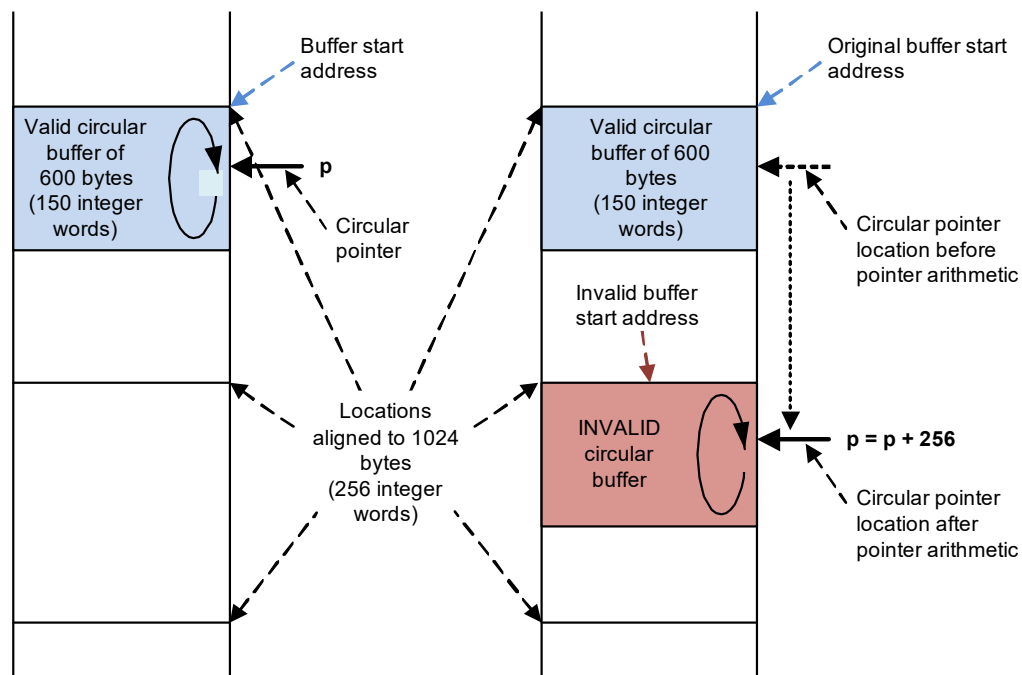 Buffer start
address
Valid circular
buffer of
600 bytes
(150 integer
words)
p
Circular
pointer
Locations
aligned to 1024
bytes
(256 integer
words)
Original buffer start
address
Valid circular
buffer of 600
bytes
(150 integer
words)
Circular pointer
location before
pointer arithmetic
Invalid buffer
start address
INVALID
circular
buffer
p = p + 256
Circular pointer
location after
pointer arithmetic